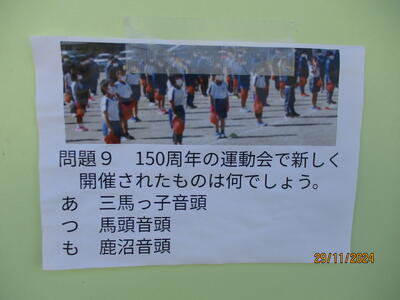 問題９　150周年の運動会で新しく
開催されたものは何でしょう。
あ　三馬っ子音頭
つ　馬頭音頭
も　鹿沼音頭
29/11/2024